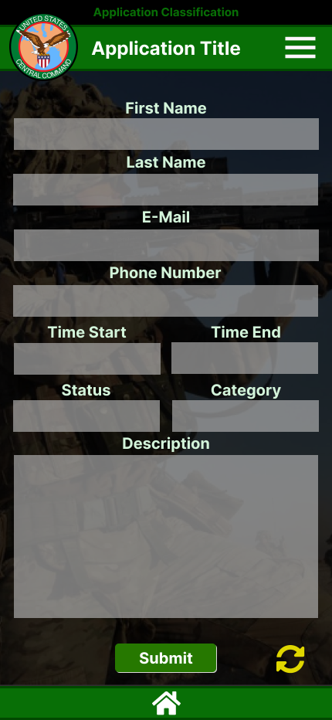 Application Classification
UNITED STATES
CENTRAL COMMAND
Application Title
First Name
Last Name
E-Mail
Phone Number
Time Start Time End
Status Category
Description
Submit